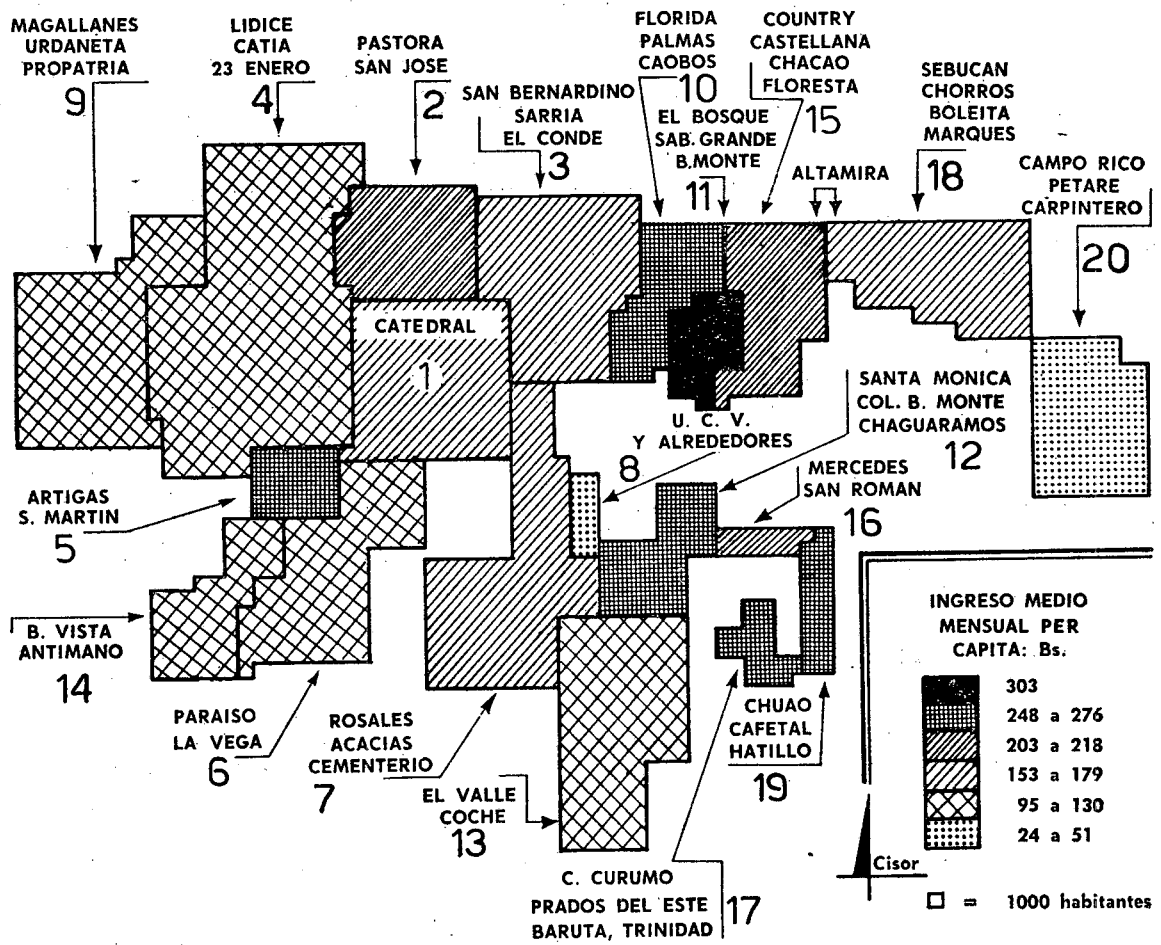 MAGALLANES
URDANETA
PROPATRIA
9
LIDICE
CATIA
23 ENERO
4
PASTORA
SAN JOSE
2
SAN BERNARDINO
SARRIA
EL CONDE
3
FLORIDA
PALMAS
CAOBOS
10
EL BOSQUE
SAB. GRANDE
B.MONTE
11
COUNTRY
CASTELLANA
CHACAO
FLORESTA
15
ALTAMIRA
SEBUCAN
CHORROS
BOLEITA
MARQUES
18
CAMPO RICO
PETARE
CARPINTERO
20
CATEDRAL
1
U. C. V.
Y ALREDEDORES
8
SANTA MONICA
COL. B. MONTE
CHAGUARAMOS
12
MERCEDES
SAN ROMAN
16
ARTIGAS
S. MARTIN
5
B. VISTA
ANTIMANO
14
PARAISO
LA VEGA
6
ROSALES
ACACIAS
CEMENTERIO
7
EL VALLE
COCHE
13
CHUAO
CAFETAL
HATILLO
19
C. CURUMO
PRADOS DEL ESTE
BARUTA, TRINIDAD
17
INGRESO MEDIO
MENSUAL PER
CAPITA: Bs.
303
248 a 276
203 a 218
153 a 179
95 a 130
24 a 51
Cisor
= 1000 habitantes